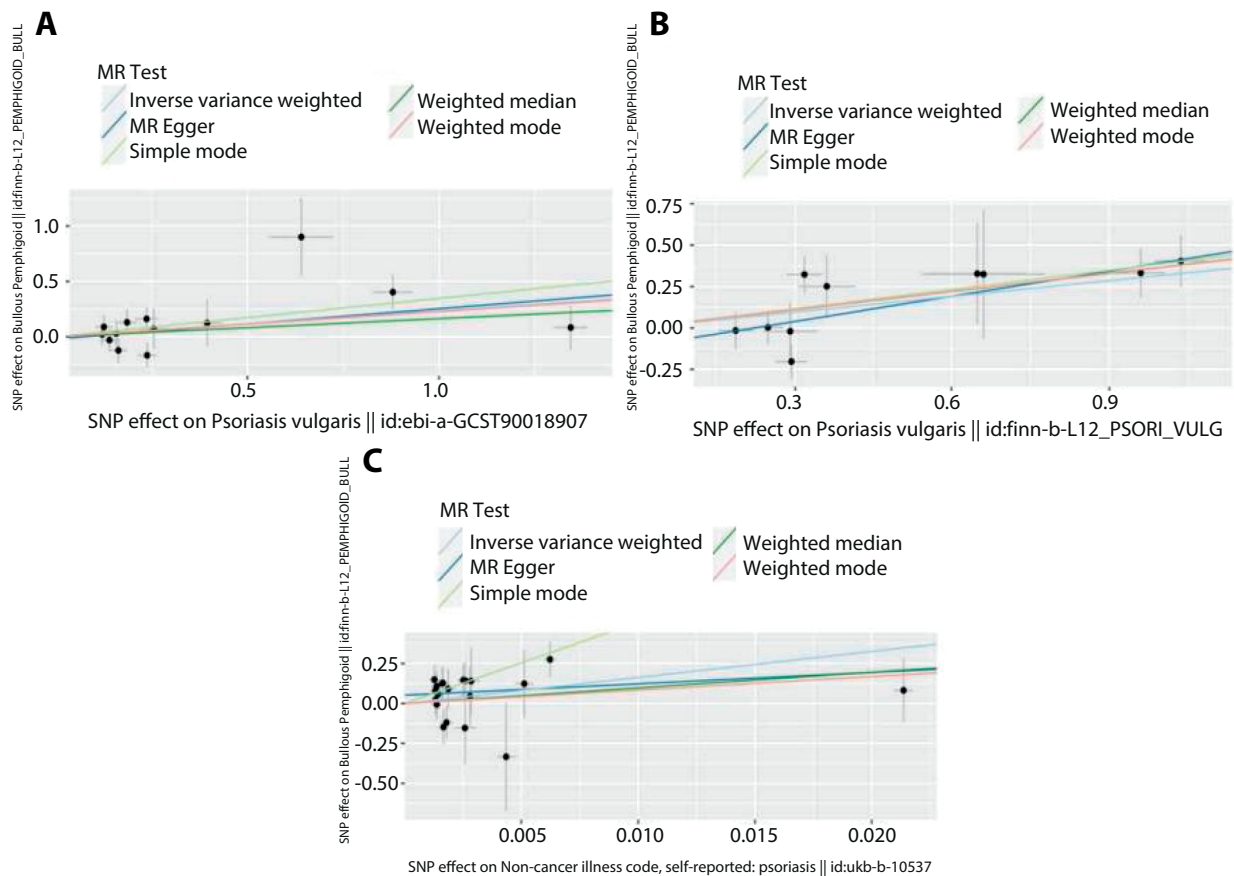 A
SNP effect on Bullous Pemphigoid || id:finn-b-L12_PEMPHIGOID_BULL
MR Test
Inverse variance weighted
MR Egger
Simple mode
Weighted median
Weighted mode
1.0
0.5
0.0
0.5
1.0
SNP effect on Psoriasis vulgaris || id:ebi-a-GCST90018907
B
SNP effect on Bullous Pemphigoid || id:finn-b-L12_PEMPHIGOID_BULL
MR Test
Inverse variance weighted
MR Egger
Simple mode
Weighted median
Weighted mode
0.75
0.50
0.25
0.00
-0.25
0.3
0.6
0.9
SNP effect on Psoriasis vulgaris || id:finn-b-L12_PSORI_VULG
C
SNP effect on Bullous Pemphigoid || id:finn-b-L12_PEMPHIGOID_BULL
MR Test
Inverse variance weighted
MR Egger
Simple mode
Weighted median
Weighted mode
0.25
0.00
-0.25
-0.50
0.005
0.010
0.015
0.020
SNP effect on Non-cancer illness code, self-reported: psoriasis || id:ukb-b-10537